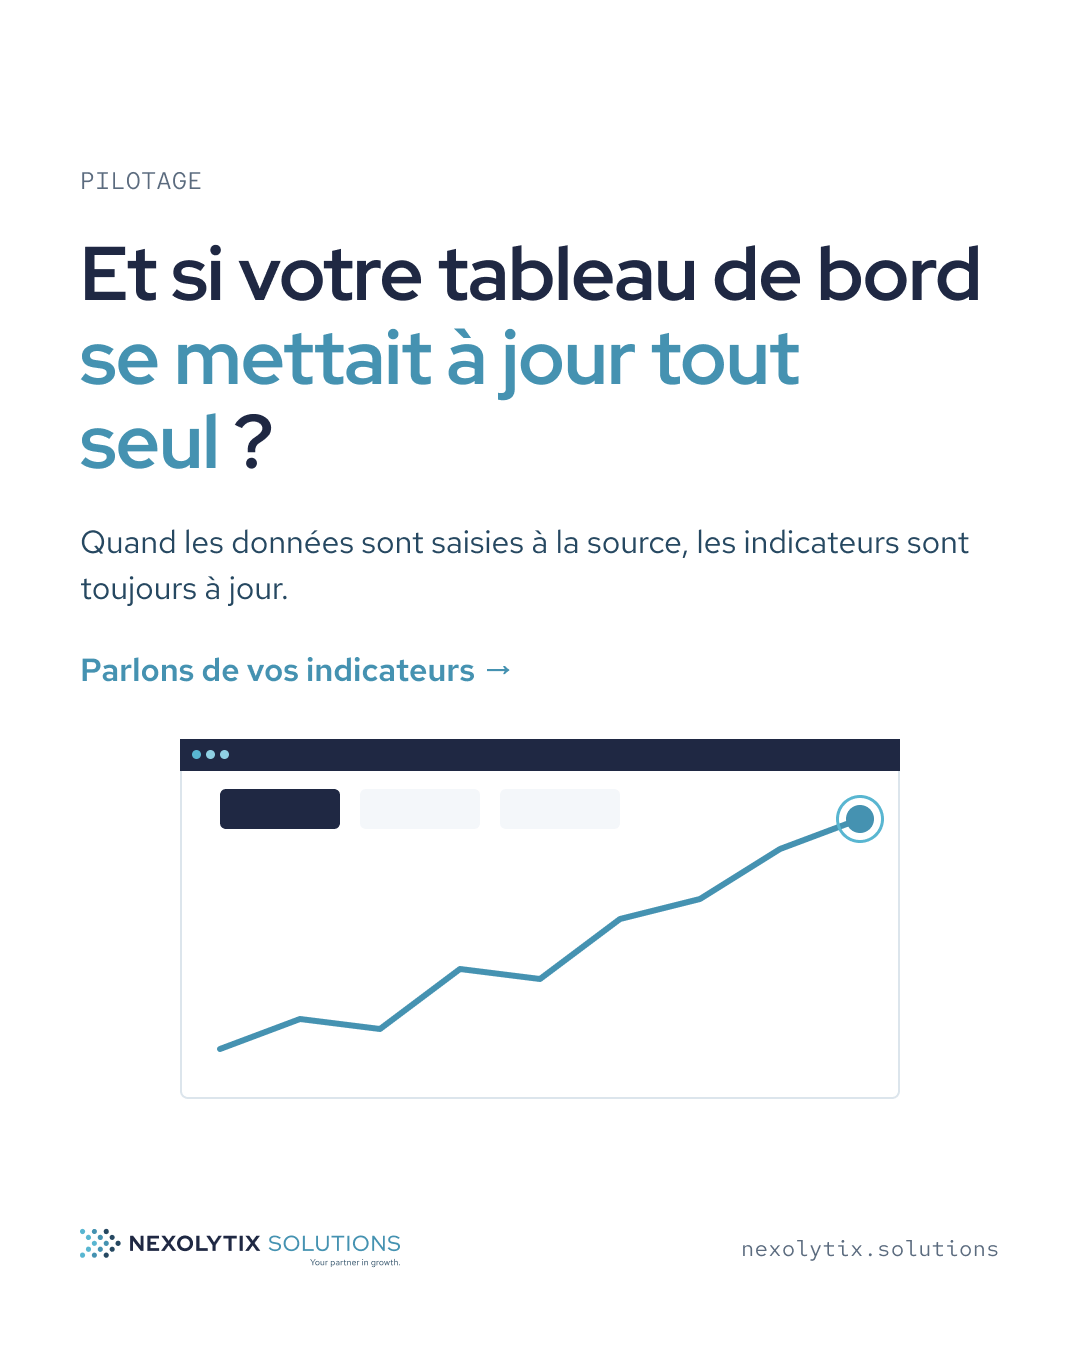 PILOTAGE
Et si votre tableau de bord
se mettait à jour tout
seul ?
Quand les données sont saisies à la source, les indicateurs sont
toujours à jour.
Parlons de vos indicateurs →
NEXOLYTIX SOLUTIONS
Your partner in growth.
nexolytix.solutions